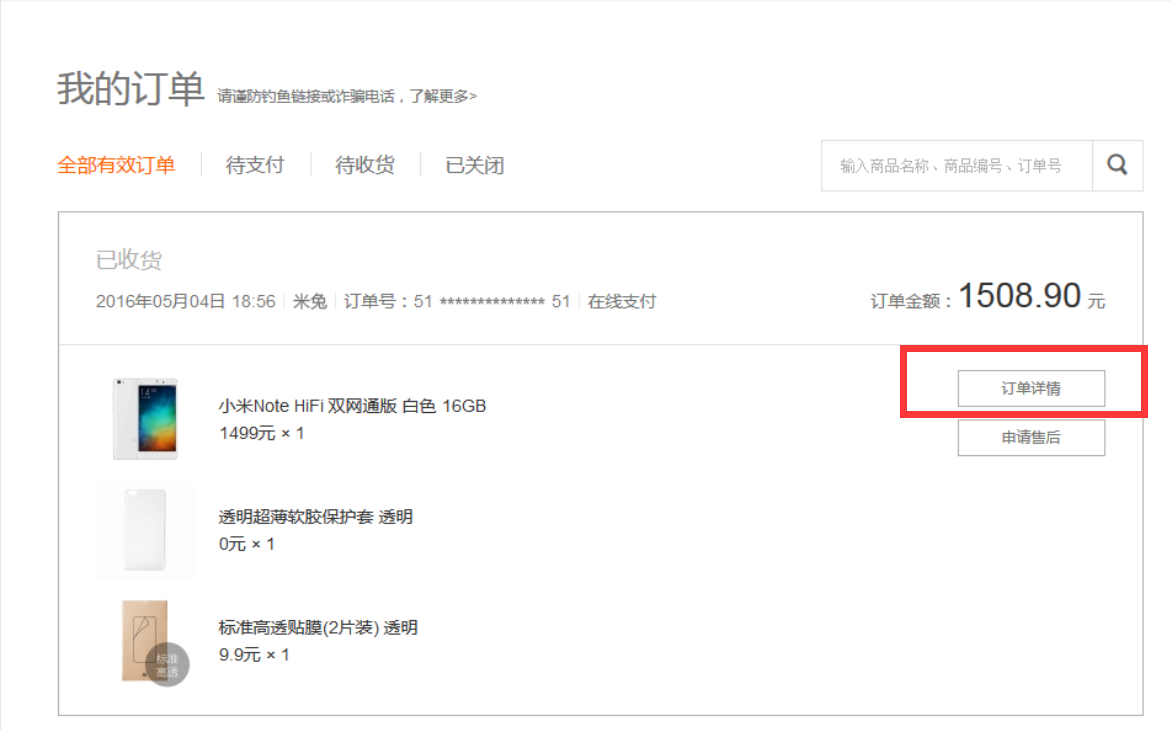 我的订单 请谨防钓鱼链接或诈骗电话，了解更多>
全部有效订单 待支付 待收货 已关闭 输入商品名称、商品编号、订单号
已收货
2016年05月04日 18:56 米兔 订单号：51 ************** 51 在线支付 订单金额：1508.90 元
订单详情
小米Note HiFi 双网通版 白色 16GB
1499元 × 1
申请售后
透明超薄软胶保护套 透明
0元 × 1
标准高透贴膜(2片装) 透明
9.9元 × 1
标准
高透